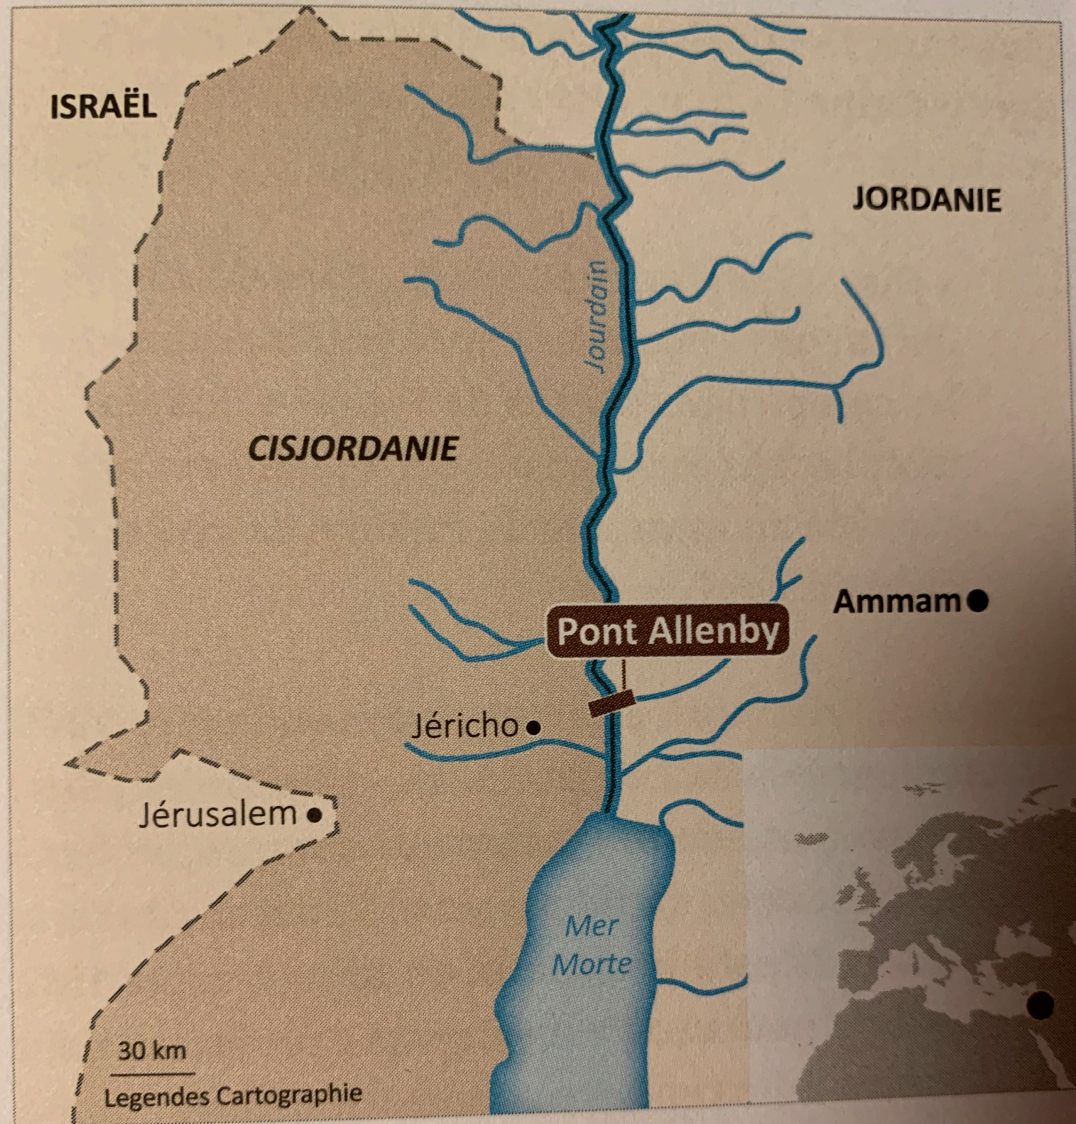 ISRAËL
JORDANIE
Jourdain
CISJORDANIE
Ammam
Pont Allenby
Jéricho
Jérusalem
Mer
Morte
30 km
Legendes Cartographie